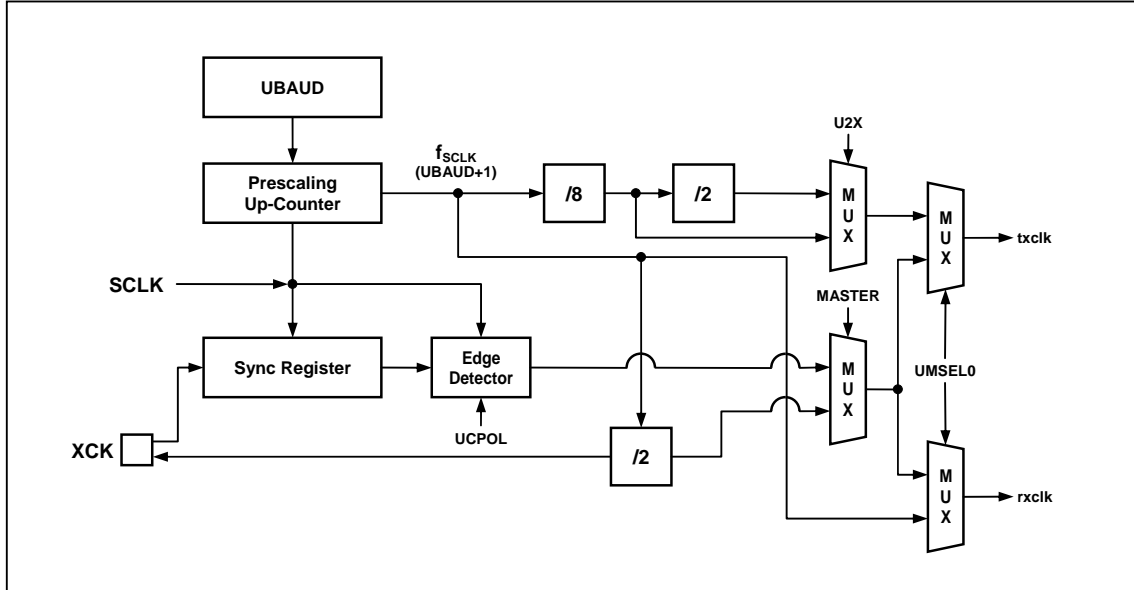 UBAUD
U2X
fSCLK
(UBAUD+1)
Prescaling
Up-Counter
/8
/2
M
U
X
M
U
X
txclk
SCLK
MASTER
Sync Register
Edge
Detector
M
U
X
UMSEL0
UCPOL
XCK
/2
M
U
X
rxclk